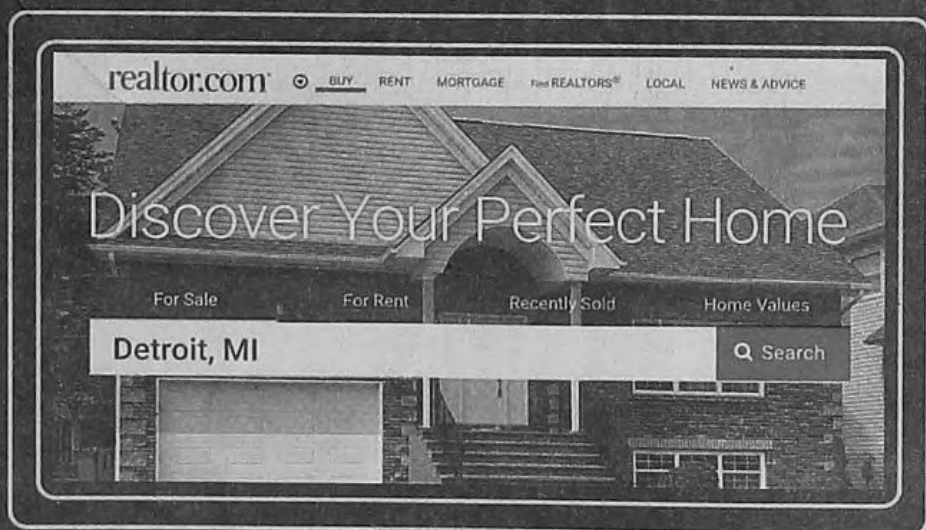 realtor.com® BUY RENT MORTGAGE Find REALTORS® LOCAL NEWS & ADVICE
Discover Your Perfect Home
For Sale For Rent Recently Sold Home Values
Detroit, MI Search